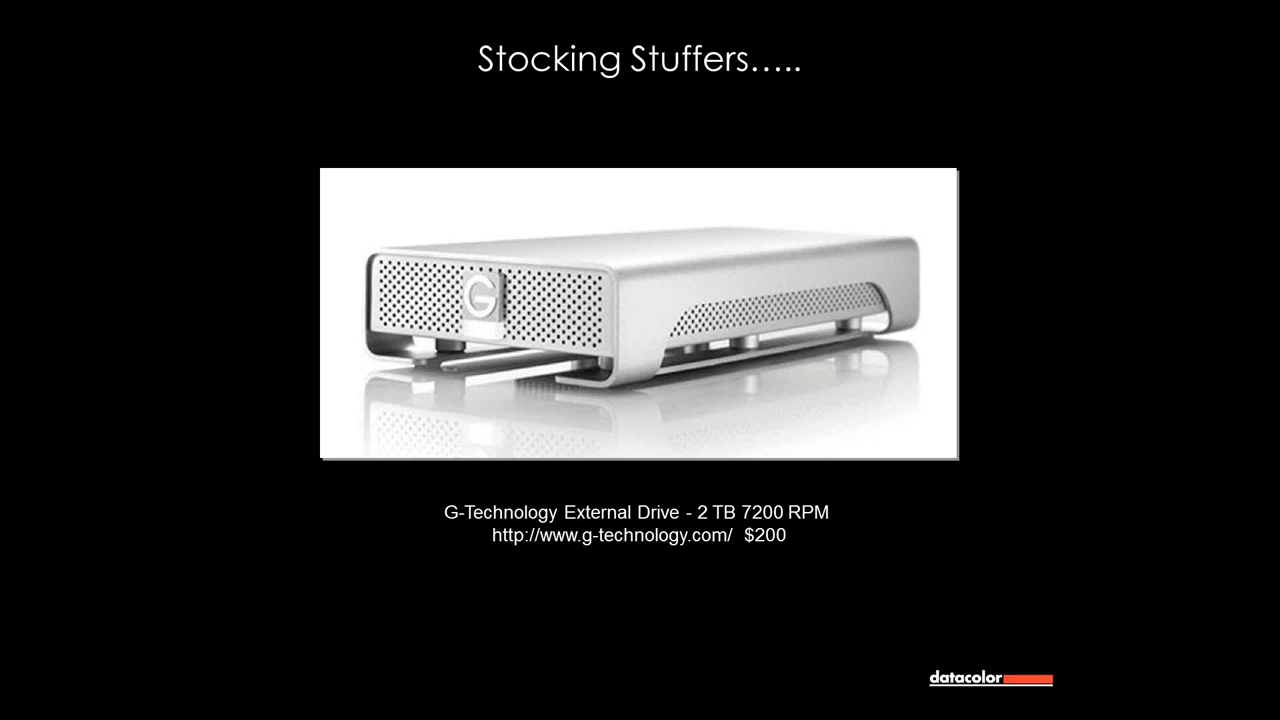 Stocking Stuffers.....
G
G-Technology External Drive - 2 TB 7200 RPM
http://www.g-technology.com/ $200
datacolor